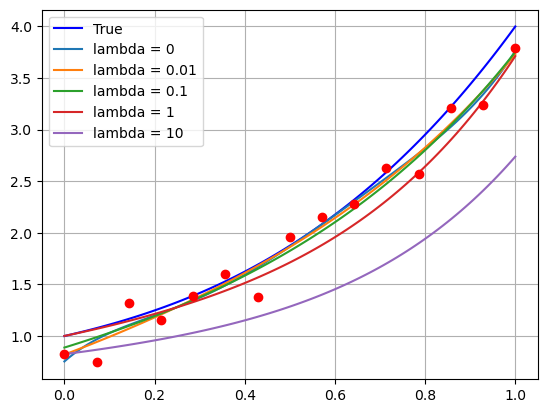 True
lambda = 0
lambda = 0.01
lambda = 0.1
lambda = 1
lambda = 10
4.0
3.5
3.0
2.5
2.0
1.5
1.0
0.0 0.2 0.4 0.6 0.8 1.0